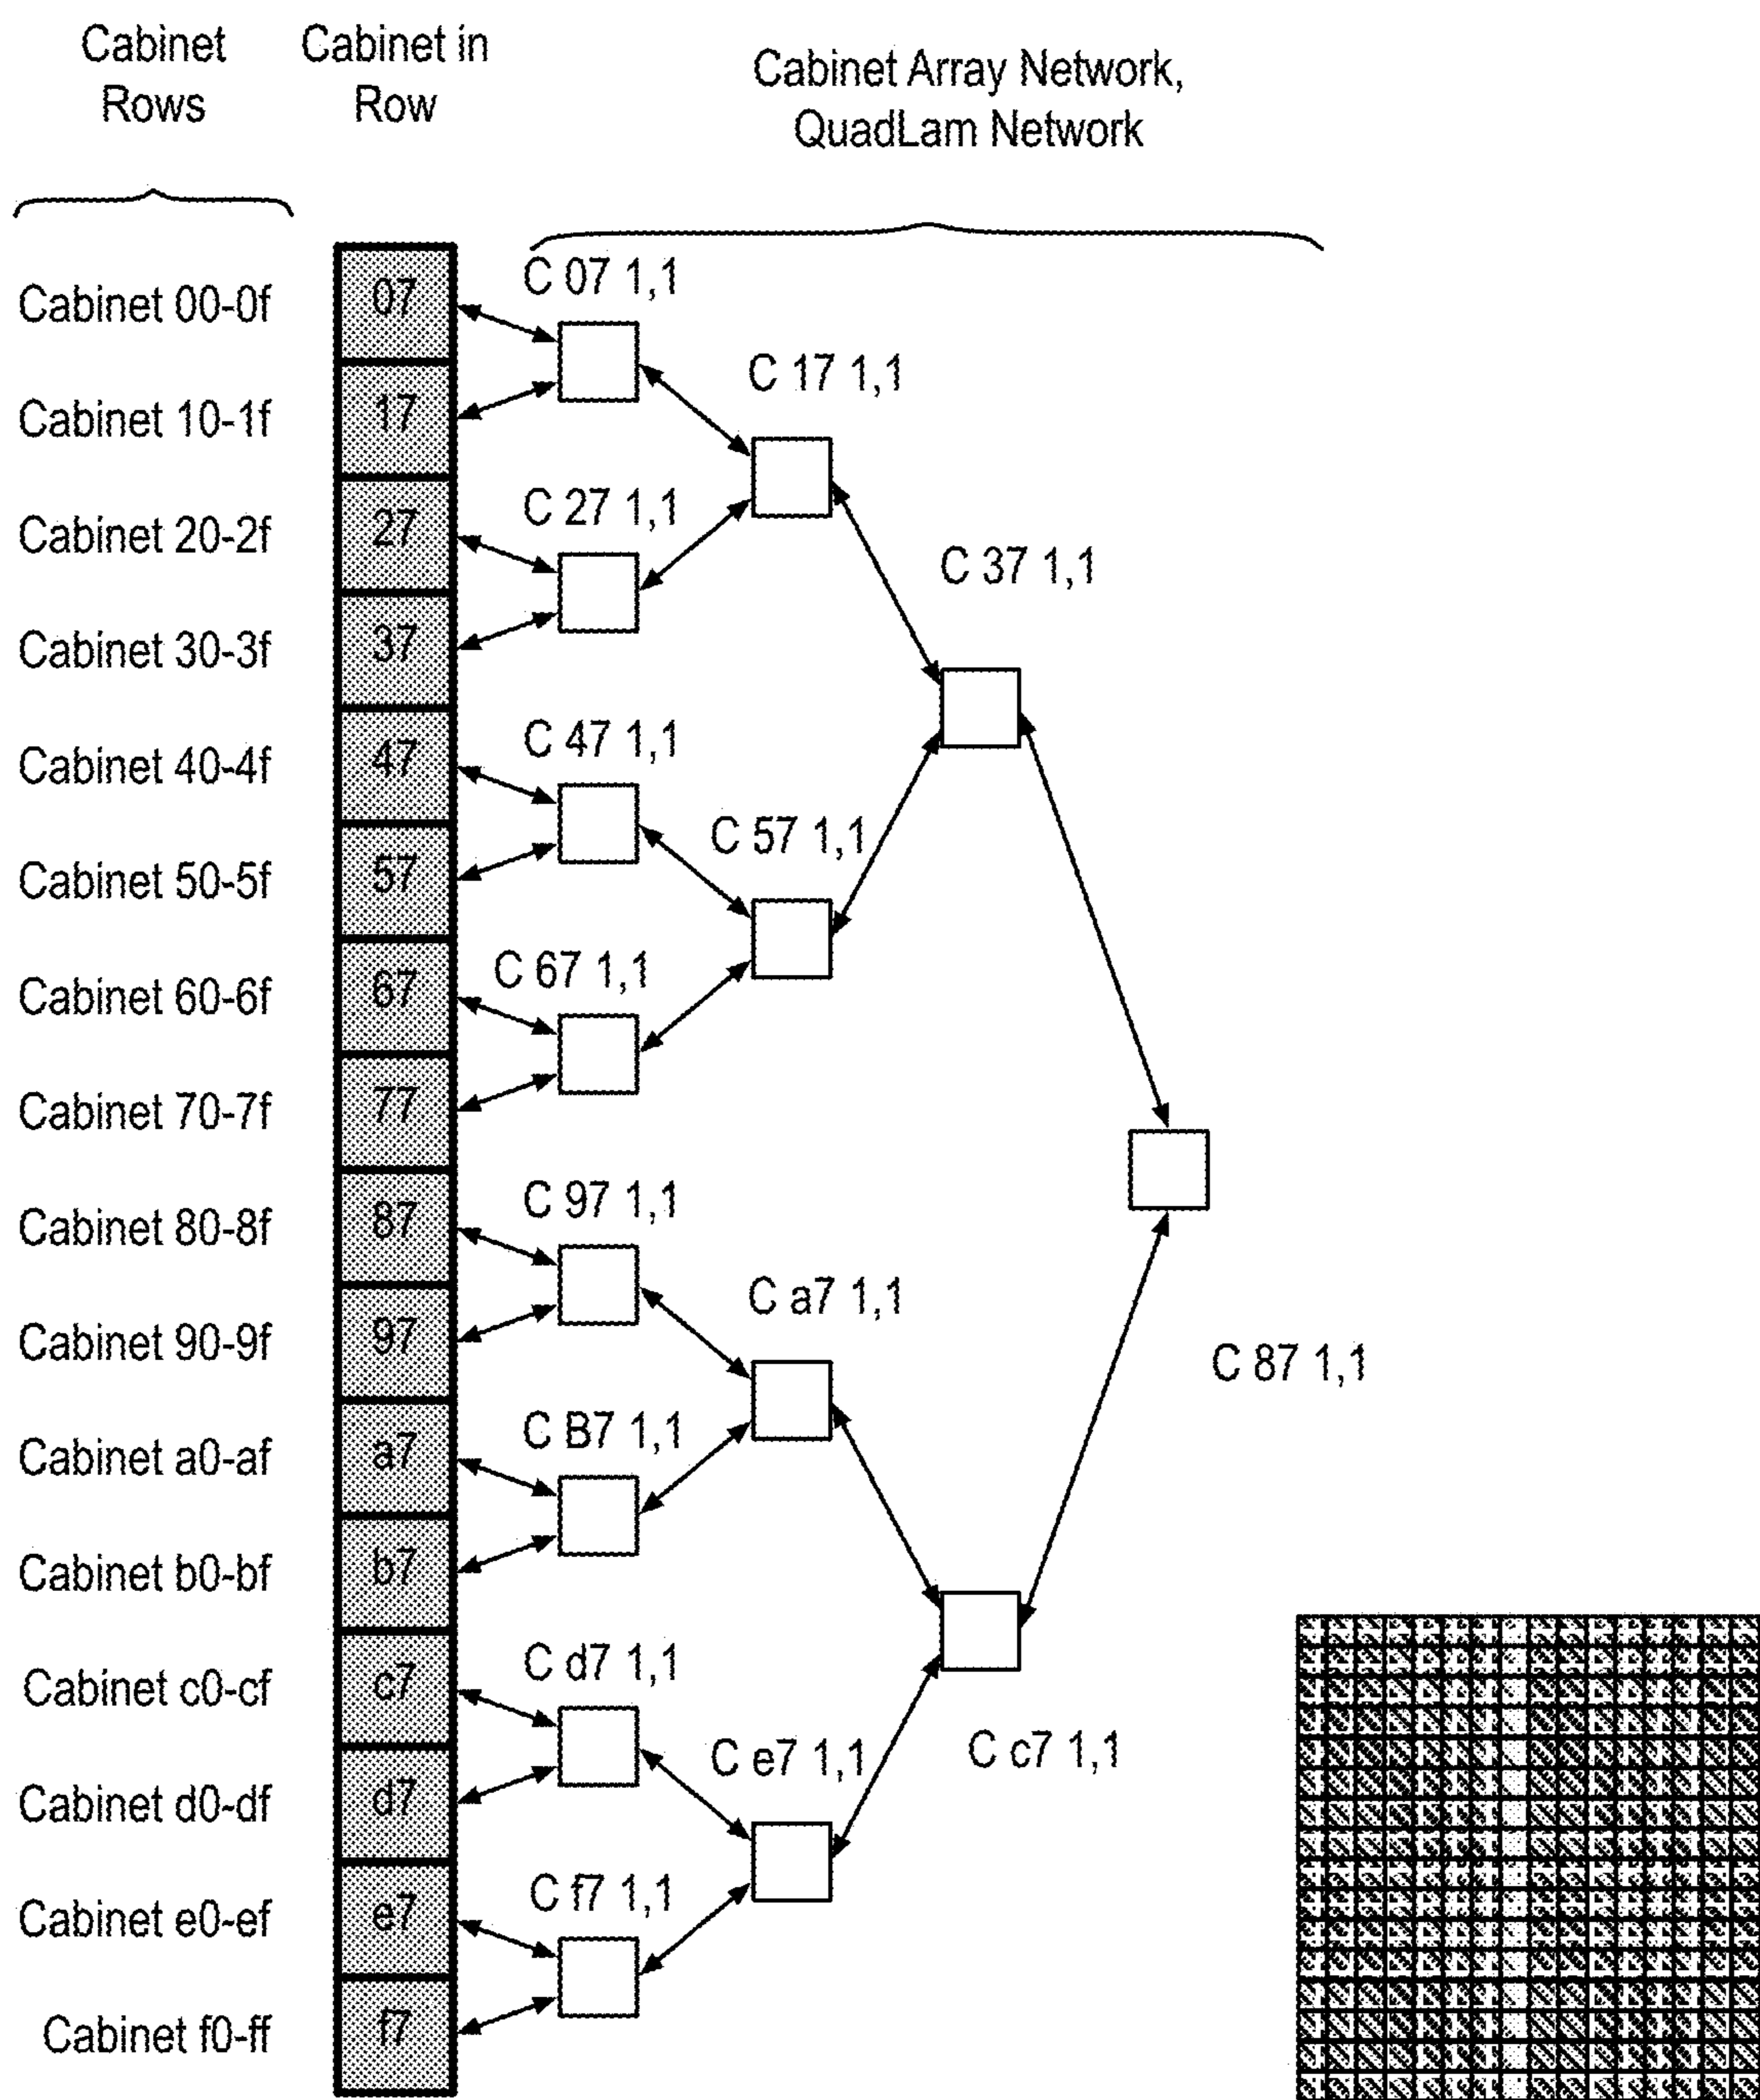 Cabinet Rows
Cabinet in Row
Cabinet Array Network,
QuadLam Network
Cabinet 00-0f
07
C 07 1,1
Cabinet 10-1f
17
C 17 1,1
Cabinet 20-2f
27
C 27 1,1
C 37 1,1
Cabinet 30-3f
37
Cabinet 40-4f
47
C 47 1,1
Cabinet 50-5f
57
C 57 1,1
Cabinet 60-6f
67
C 67 1,1
Cabinet 70-7f
77
Cabinet 80-8f
87
C 97 1,1
Cabinet 90-9f
97
C a7 1,1
C 87 1,1
Cabinet a0-af
a7
C B7 1,1
Cabinet b0-bf
b7
Cabinet c0-cf
c7
C d7 1,1
Cabinet d0-df
d7
C e7 1,1
C c7 1,1
Cabinet e0-ef
e7
C f7 1,1
Cabinet f0-ff
f7